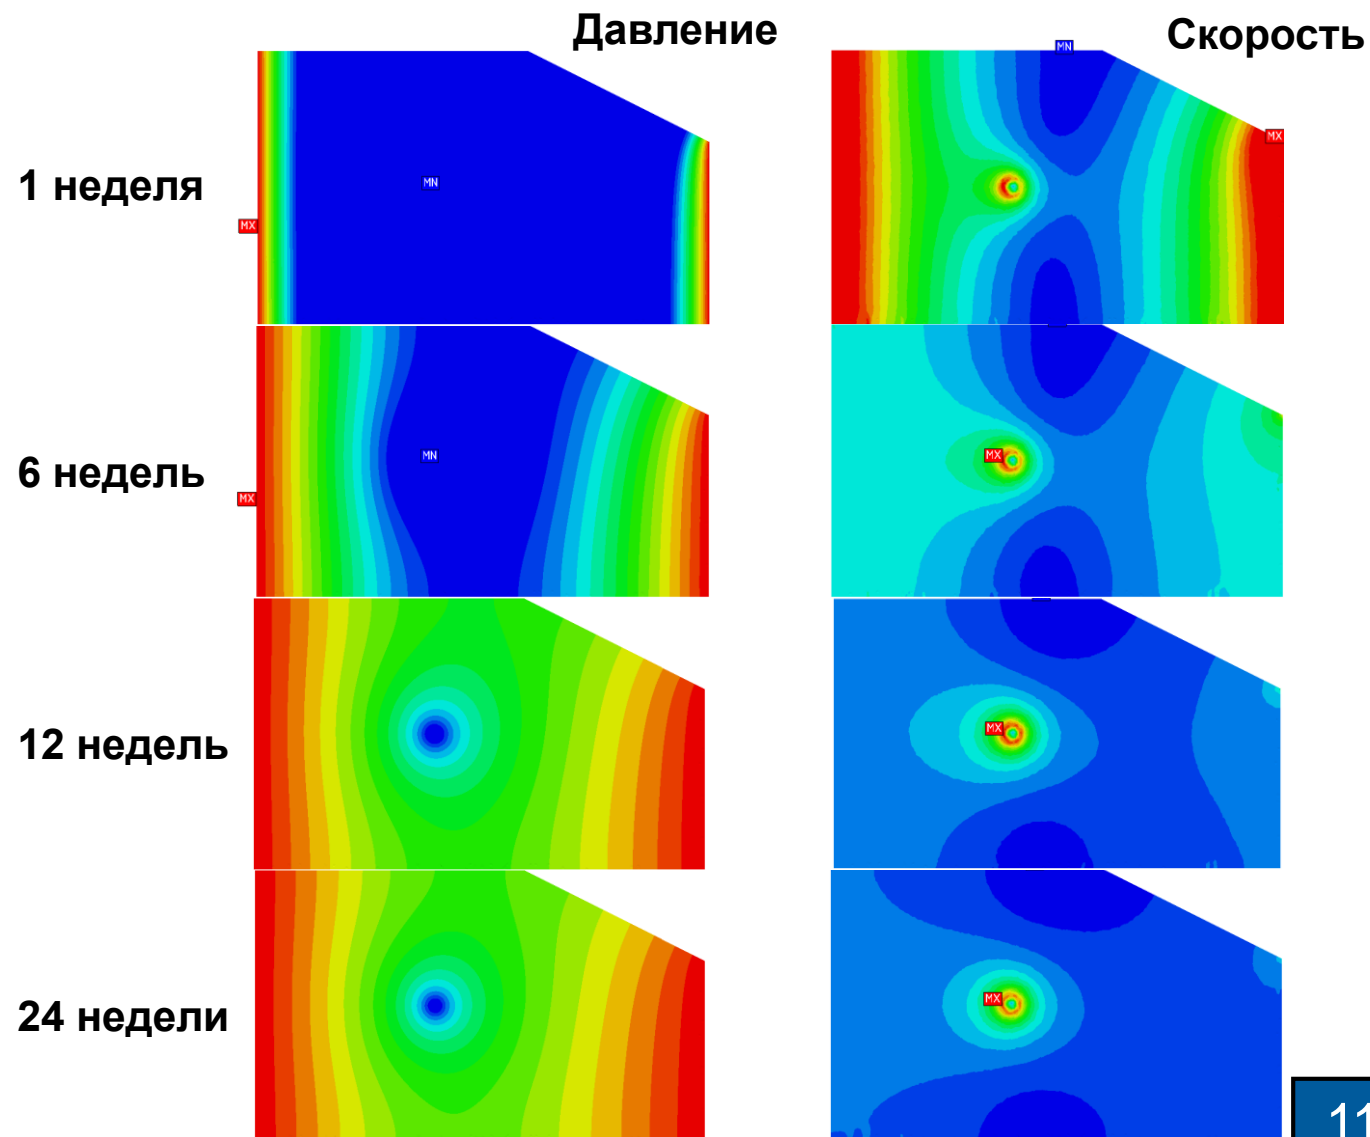 Давление
Скорость
MN
1 неделя
MN
MX
MX
6 недель
MN
MX
MX
12 недель
MX
24 недели
MX
11